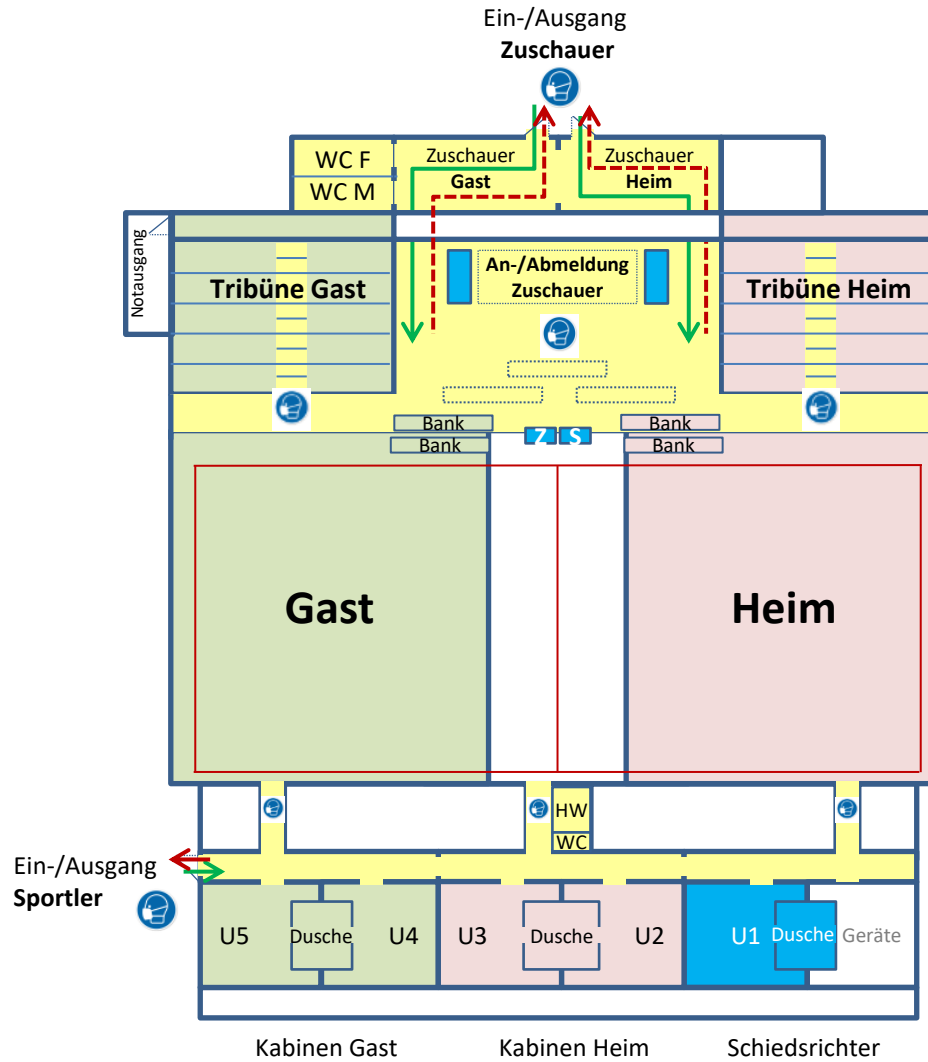 Ein-/Ausgang
Zuschauer
WC F
WC M
Zuschauer
Gast
Zuschauer
Heim
Notausgang
Tribüne Gast
An-/Abmeldung
Zuschauer
Tribüne Heim
Bank
Bank
Z
S
Bank
Bank
Gast
Heim
HW
WC
Ein-/Ausgang
Sportler
U5
Dusche
U4
U3
Dusche
U2
U1
Dusche
Geräte
Kabinen Gast
Kabinen Heim
Schiedsrichter